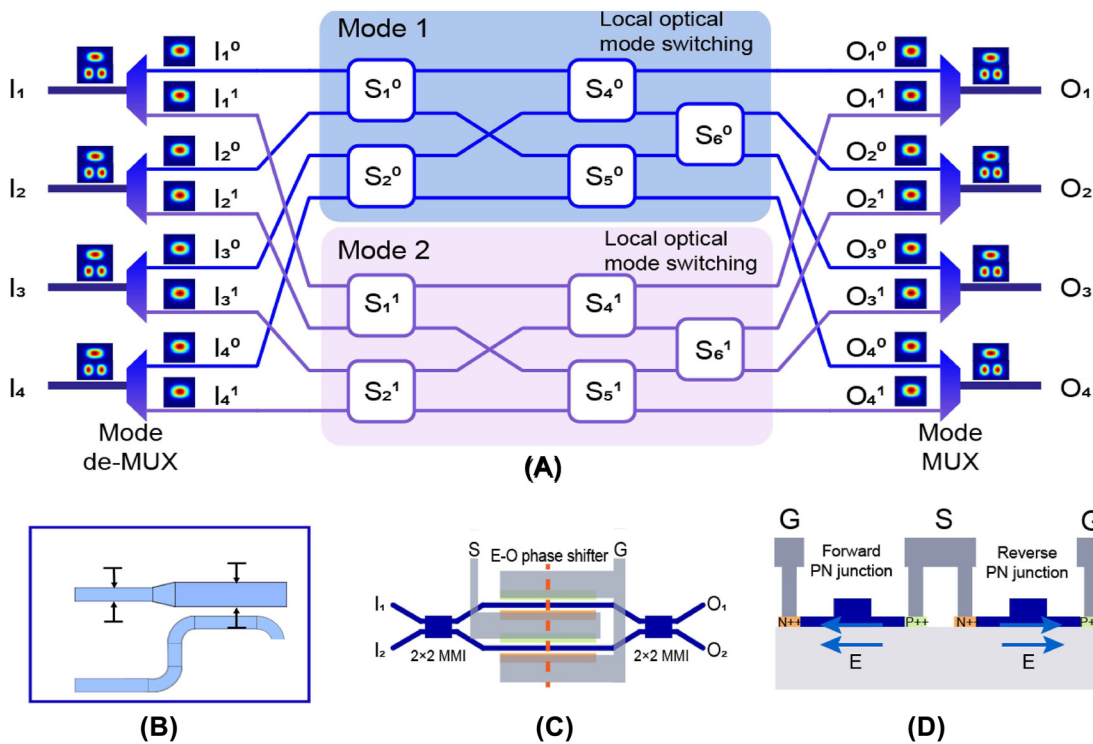 Mode 1
Local optical
mode switching
I₁
I₁⁰
I₁¹
S₁⁰
S₄⁰
O₁⁰
O₁¹
O₁
I₂
I₂⁰
I₂¹
S₂⁰
S₅⁰
S₆⁰
O₂⁰
O₂¹
O₂
Mode 2
Local optical
mode switching
I₃
I₃⁰
I₃¹
S₁¹
S₄¹
O₃⁰
O₃¹
O₃
I₄
I₄⁰
I₄¹
S₂¹
S₅¹
S₆¹
O₄⁰
O₄¹
O₄
Mode
de-MUX
Mode
MUX
(A)
(B)
S
E-O phase shifter
G
I₁
I₂
2×2 MMI
2×2 MMI
O₁
O₂
(C)
G
S
G
Forward
PN junction
Reverse
PN junction
N++
P++
N+
P+
E
E
(D)